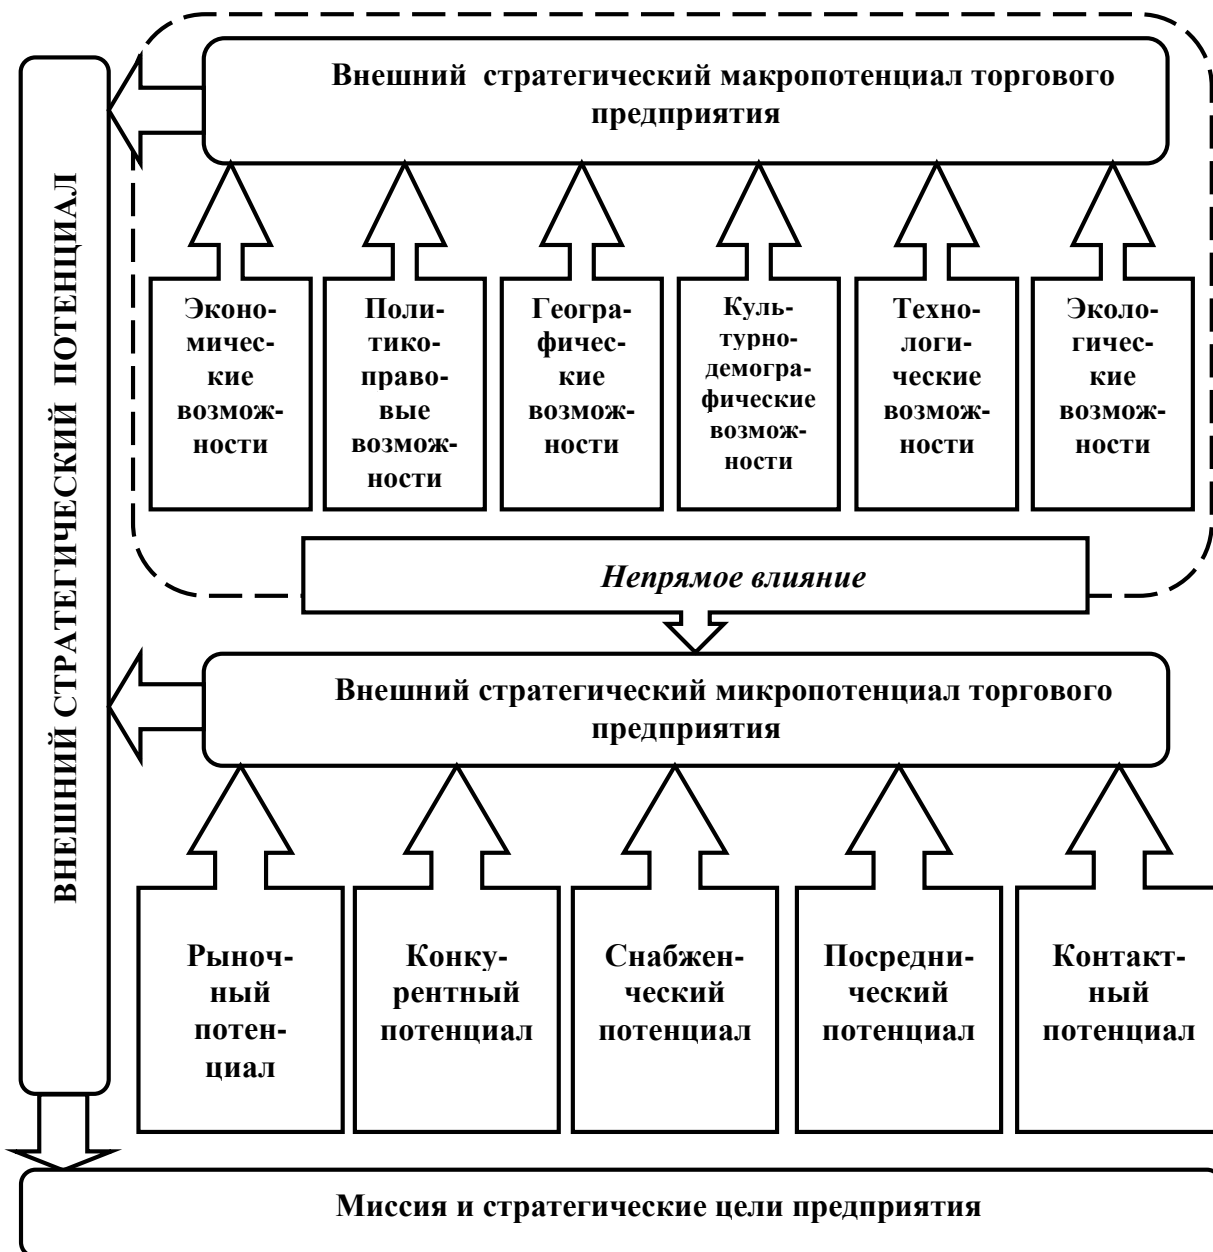 Внешний стратегический макропотенциал торгового
предприятия
ВНЕШНИЙ СТРАТЕГИЧЕСКИЙ ПОТЕНЦИАЛ
Эконо-
мичес-
кие
возмож-
ности
Поли-
тико-
право-
вые
возмож-
ности
Геогра-
фичес-
кие
возмож-
ности
Куль-
турно-
демогра-
фические
возмож-
ности
Техно-
логи-
ческие
возмож-
ности
Эколо-
гичес-
кие
возмож-
ности
Непрямое влияние
Внешний стратегический микропотенциал торгового
предприятия
Рыноч-
ный
потен-
циал
Конку-
рентный
потенциал
Снабжен-
ческий
потенциал
Посредни-
ческий
потенциал
Контакт-
ный
потенциал
Миссия и стратегические цели предприятия